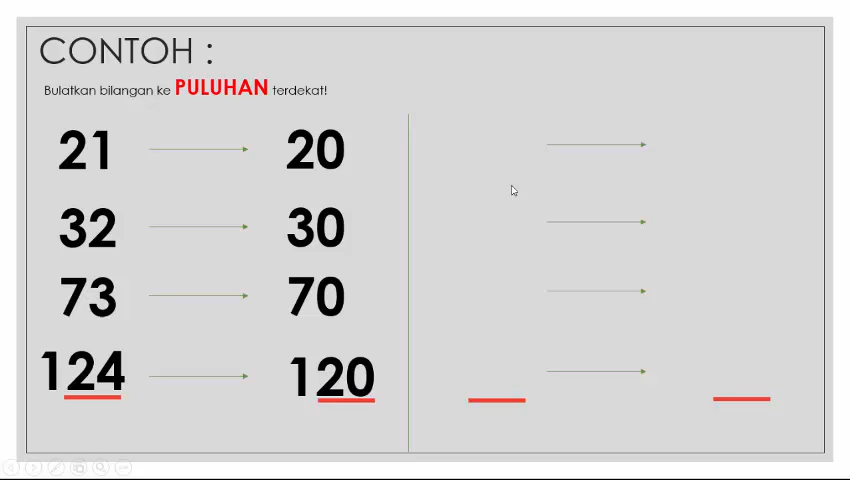 CONTOH :
Bulatkan bilangan ke PULUHAN terdekat!
21 20
32 30
73 70
124 120